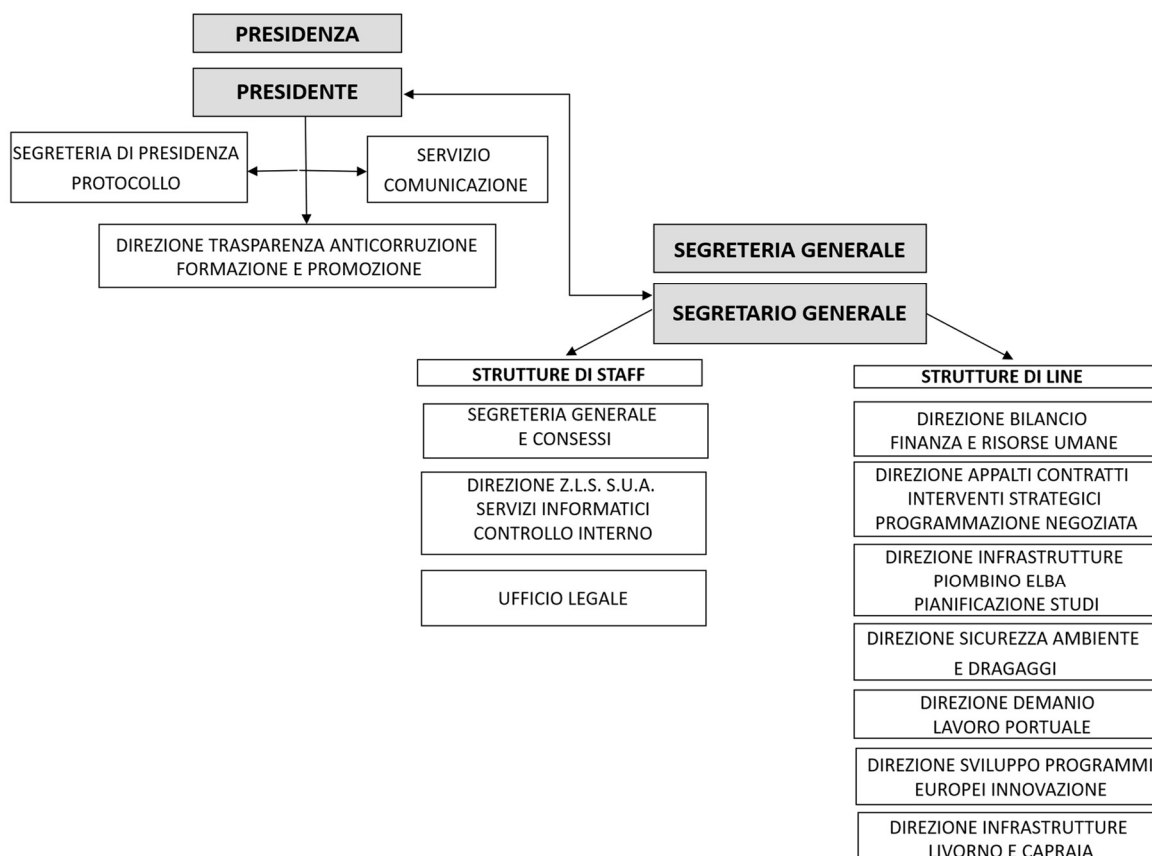 PRESIDENZA
PRESIDENTE
SEGRETERIA DI PRESIDENZA
PROTOCOLLO
SERVIZIO
COMUNICAZIONE
DIREZIONE TRASPARENZA ANTICORRUZIONE
FORMAZIONE E PROMOZIONE
SEGRETERIA GENERALE
SEGRETARIO GENERALE
STRUTTURE DI STAFF
SEGRETERIA GENERALE
E CONSESSI
DIREZIONE Z.L.S. S.U.A.
SERVIZI INFORMATICI
CONTROLLO INTERNO
UFFICIO LEGALE
STRUTTURE DI LINE
DIREZIONE BILANCIO
FINANZA E RISORSE UMANE
DIREZIONE APPALTI CONTRATTI
INTERVENTI STRATEGICI
PROGRAMMAZIONE NEGOZIATA
DIREZIONE INFRASTRUTTURE
PIOMBINO ELBA
PIANIFICAZIONE STUDI
DIREZIONE SICUREZZA AMBIENTE
E DRAGAGGI
DIREZIONE DEMANIO
LAVORO PORTUALE
DIREZIONE SVILUPPO PROGRAMMI
EUROPEI INNOVAZIONE
DIREZIONE INFRASTRUTTURE
LIVORNO E CAPRAIA